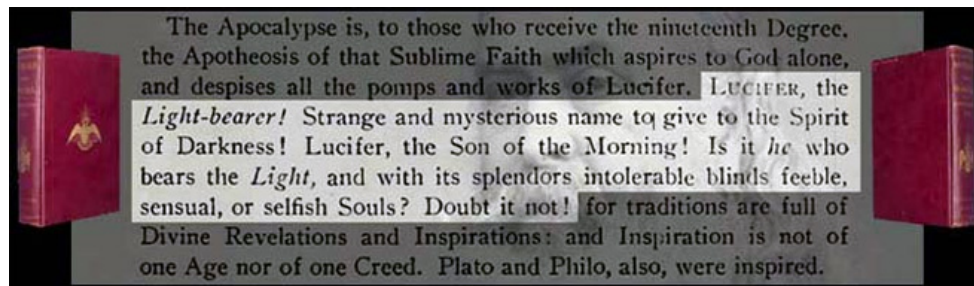 The Apocalypse is, to those who receive the nineteenth Degree,
the Apotheosis of that Sublime Faith which aspires to God alone,
and despises all the pomps and works of Lucifer. LUCIFER, the
Light-bearer! Strange and mysterious name to give to the Spirit
of Darkness! Lucifer, the Son of the Morning! Is it he who
bears the Light, and with its splendors intolerable blinds feeble,
sensual, or selfish Souls? Doubt it not! for traditions are full of
Divine Revelations and Inspirations: and Inspiration is not of
one Age nor of one Creed. Plato and Philo, also, were inspired.